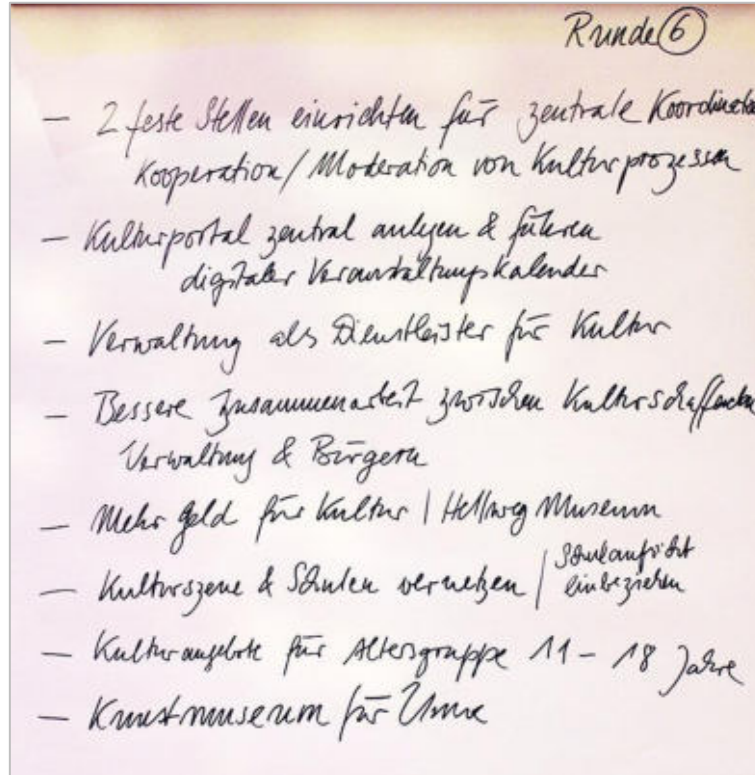 Runde 6
– 2 feste Stellen einrichten für zentrale
Kooperation / Moderation von Kulturprozessen
– Kulturportal zentral anlegen & führen
digitaler Veranstaltungskalender
– Verwaltung als Dienstleister für Kultur
– Bessere Zusammenarbeit zwischen Kulturschaffenden
Verwaltung & Bürgern
– Mehr Geld für Kultur | Hellweg Museum
– Kulturszene & Schulen vernetzen / Schulaufsicht
einbeziehen
– Kulturangebote für Altersgruppe 11 – 18 Jahre
– Kunstmuseum für Unna